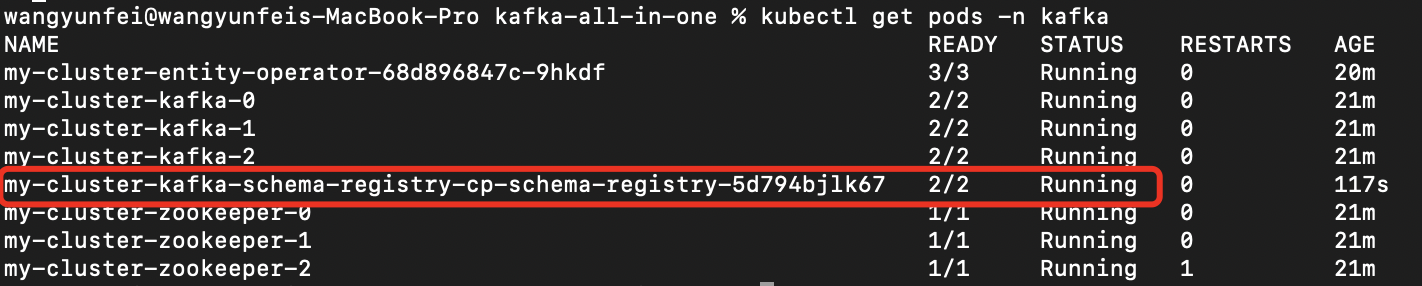 wangyunfei@wangyunfeis-MacBook-Pro kafka-all-in-one % kubectl get pods -n kafka
NAME READY STATUS RESTARTS AGE
my-cluster-entity-operator-68d896847c-9hkdf 3/3 Running 0 20m
my-cluster-kafka-0 2/2 Running 0 21m
my-cluster-kafka-1 2/2 Running 0 21m
my-cluster-kafka-2 2/2 Running 0 21m
my-cluster-kafka-schema-registry-cp-schema-registry-5d794bjlk67 2/2 Running 0 117s
my-cluster-zookeeper-0 1/1 Running 0 21m
my-cluster-zookeeper-1 1/1 Running 0 21m
my-cluster-zookeeper-2 1/1 Running 1 21m